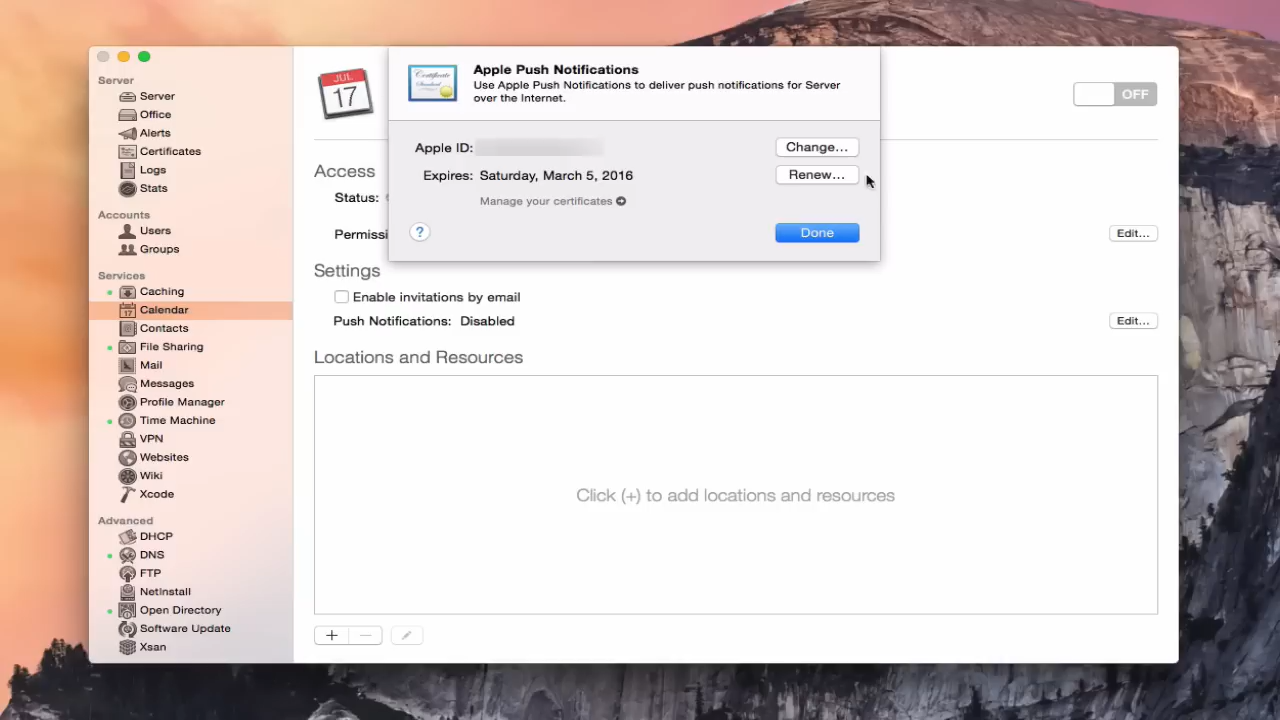 Server
Server
Office
Alerts
Certificates
Logs
Stats
Accounts
Users
Groups
Services
Caching
Calendar
Contacts
File Sharing
Mail
Messages
Profile Manager
Time Machine
VPN
Websites
Wiki
Xcode
Advanced
DHCP
DNS
FTP
NetInstall
Open Directory
Software Update
Xsan
JUL
17
Certificate
Standard
Apple Push Notifications
Use Apple Push Notifications to deliver push notifications for Server
over the Internet.
Apple ID:
Change...
Expires: Saturday, March 5, 2016
Renew...
Manage your certificates
?
Done
OFF
Access
Status:
Permissi
Edit...
Settings
Enable invitations by email
Push Notifications: Disabled
Edit...
Locations and Resources
Click (+) to add locations and resources